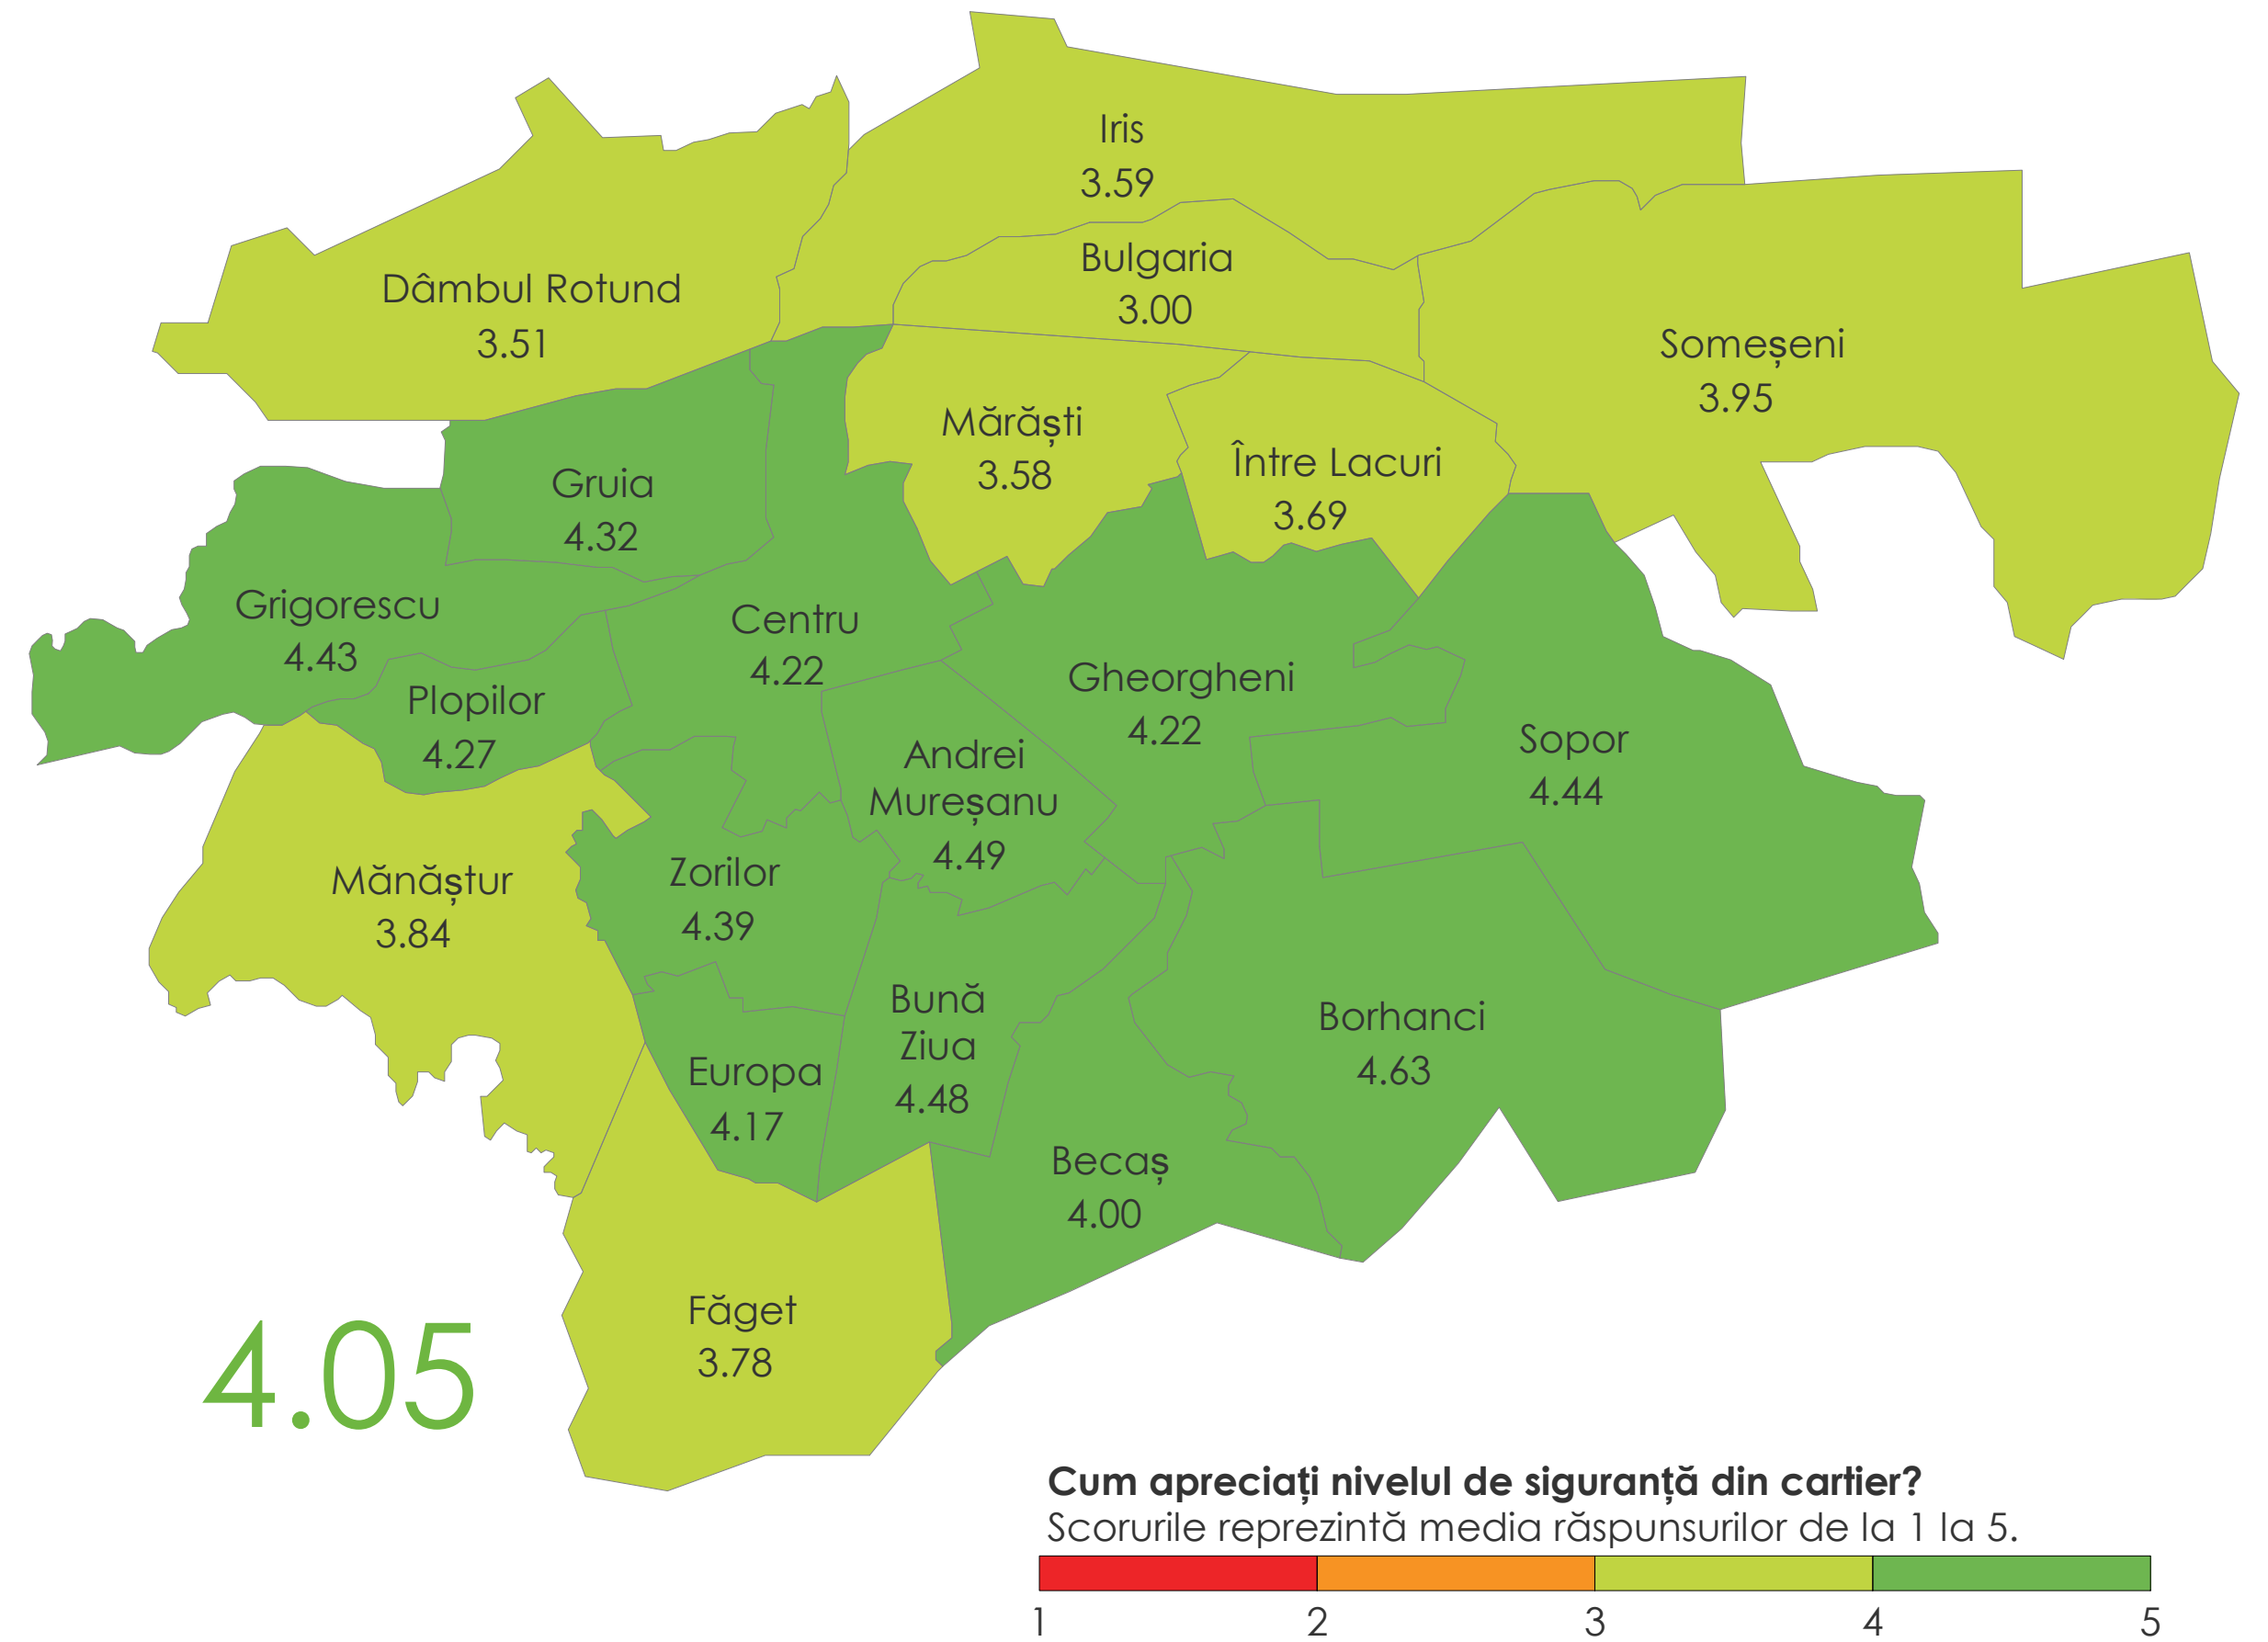 Iris
3.59
Bulgaria
3.00
Dâmbul Rotund
3.51
Someșeni
3.95
Mărăști
3.58
Între Lacuri
3.69
Gruia
4.32
Grigorescu
4.43
Centru
4.22
Plopilor
4.27
Gheorgheni
4.22
Andrei
Mureșanu
4.49
Sopor
4.44
Mănăștur
3.84
Zorilor
4.39
Bună
Ziua
4.48
Borhanci
4.63
Europa
4.17
Becaș
4.00
Făget
3.78
4.05
Cum apreciați nivelul de siguranță din cartier?
Scorurile reprezintă media răspunsurilor de la 1 la 5.
1 2 3 4 5